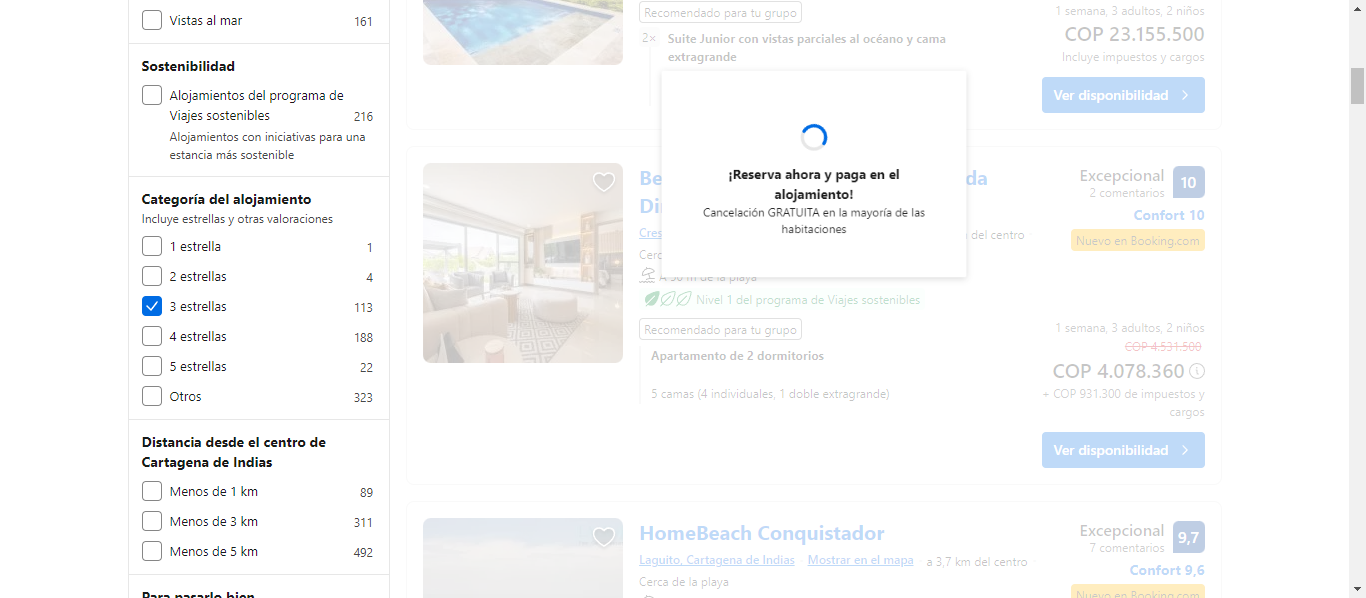 Vistas al mar 161
Sostenibilidad
Alojamientos del programa de
Viajes sostenibles 216
Alojamientos con iniciativas para una
estancia más sostenible
Categoría del alojamiento
Incluye estrellas y otras valoraciones
1 estrella 1
2 estrellas 4
3 estrellas 113
4 estrellas 188
5 estrellas 22
Otros 323
Distancia desde el centro de
Cartagena de Indias
Menos de 1 km 89
Menos de 3 km 311
Menos de 5 km 492
Para pasarlo bien
Recomendado para tu grupo
2×
Suite Junior con vistas parciales al océano y cama
extragrande
1 semana, 3 adultos, 2 niños
COP 23.155.500
Incluye impuestos y cargos
Ver disponibilidad
¡Reserva ahora y paga en el
alojamiento!
Cancelación GRATUITA en la mayoría de las
habitaciones
del centro
A 50 m de la playa
Nivel 1 del programa de Viajes sostenibles
Recomendado para tu grupo
Apartamento de 2 dormitorios
5 camas (4 individuales, 1 doble extragrande)
Excepcional 10
2 comentarios
Confort 10
Nuevo en Booking.com
1 semana, 3 adultos, 2 niños
COP 4.531.500
COP 4.078.360
+ COP 931.300 de impuestos y
cargos
Ver disponibilidad
HomeBeach Conquistador
Laguito, Cartagena de Indias Mostrar en el mapa a 3,7 km del centro
Cerca de la playa
Excepcional 9,7
7 comentarios
Confort 9,6
Nuevo en Booking.com